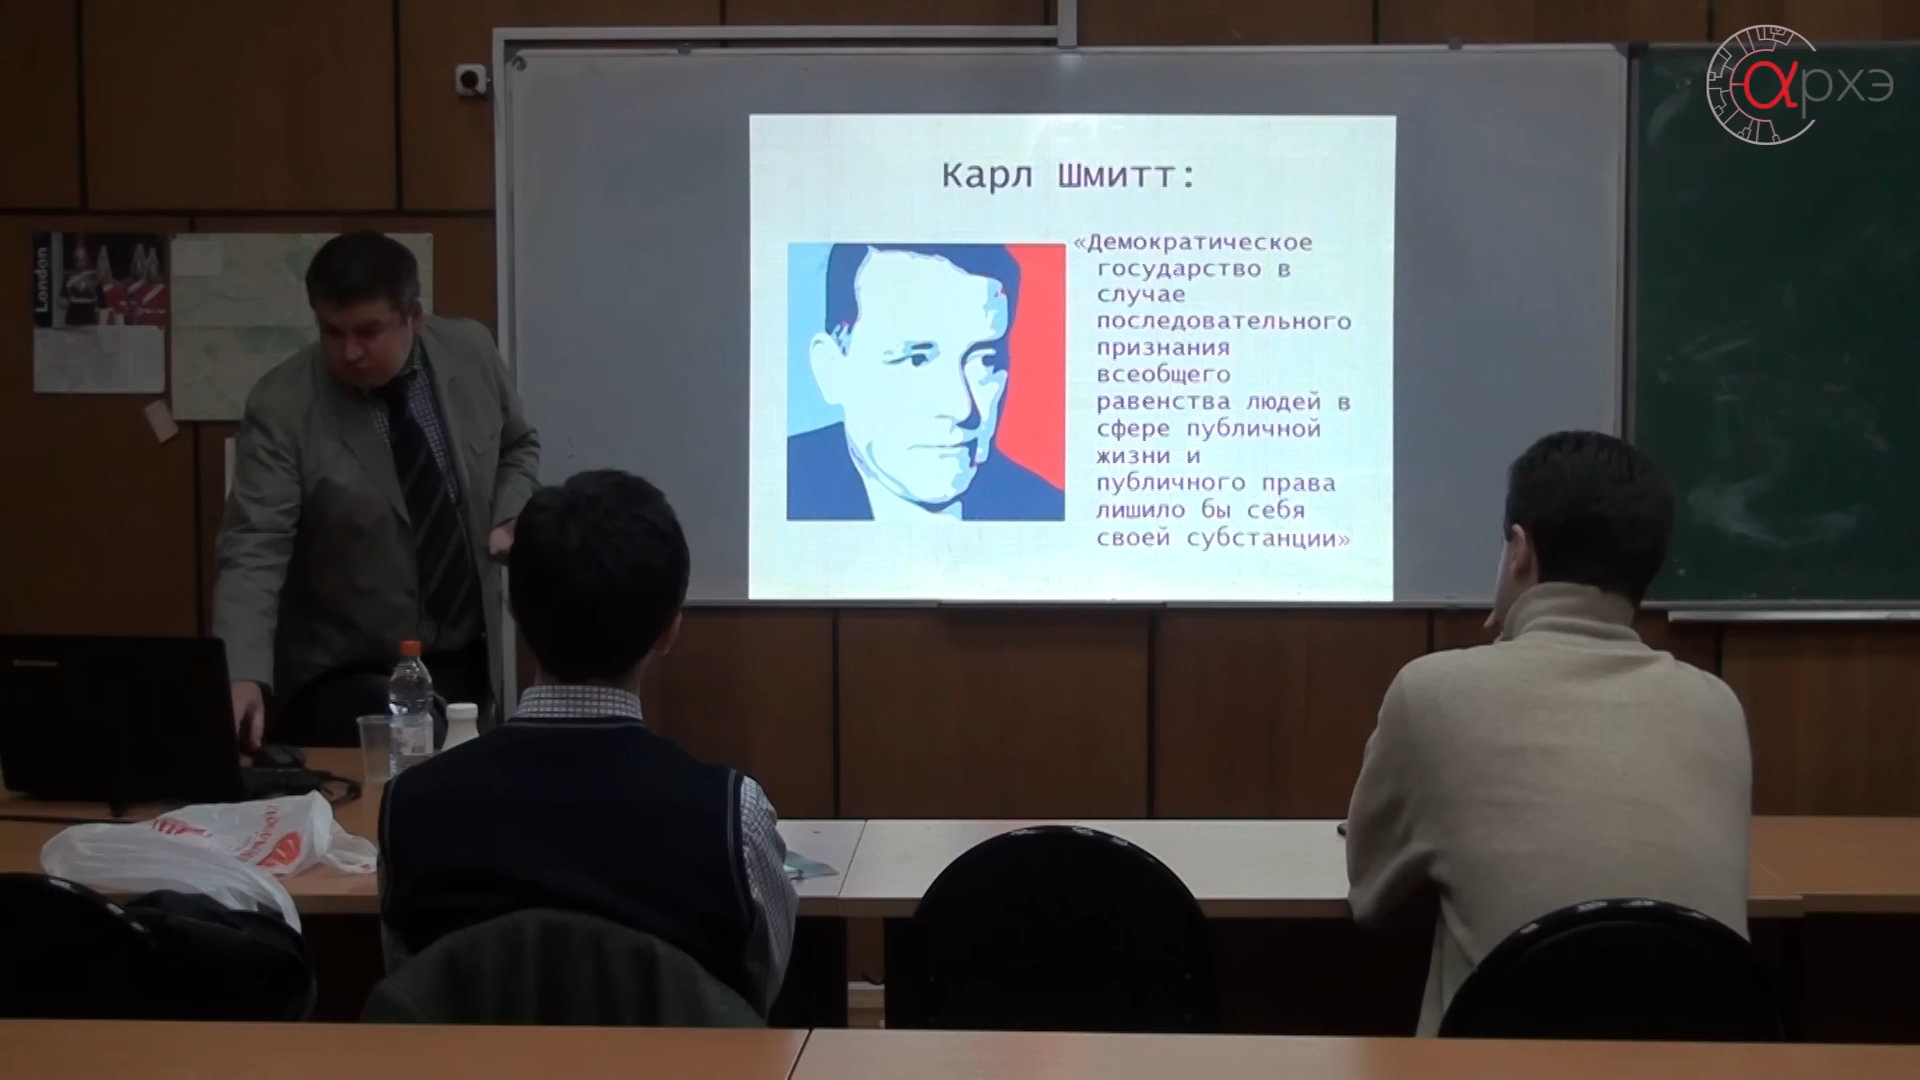 αрхэ
Карл Шмитт:
«Демократическое
государство в
случае
последовательного
признания
всеобщего
равенства людей в
сфере публичной
жизни и
публичного права
лишило бы себя
своей субстанции»
London